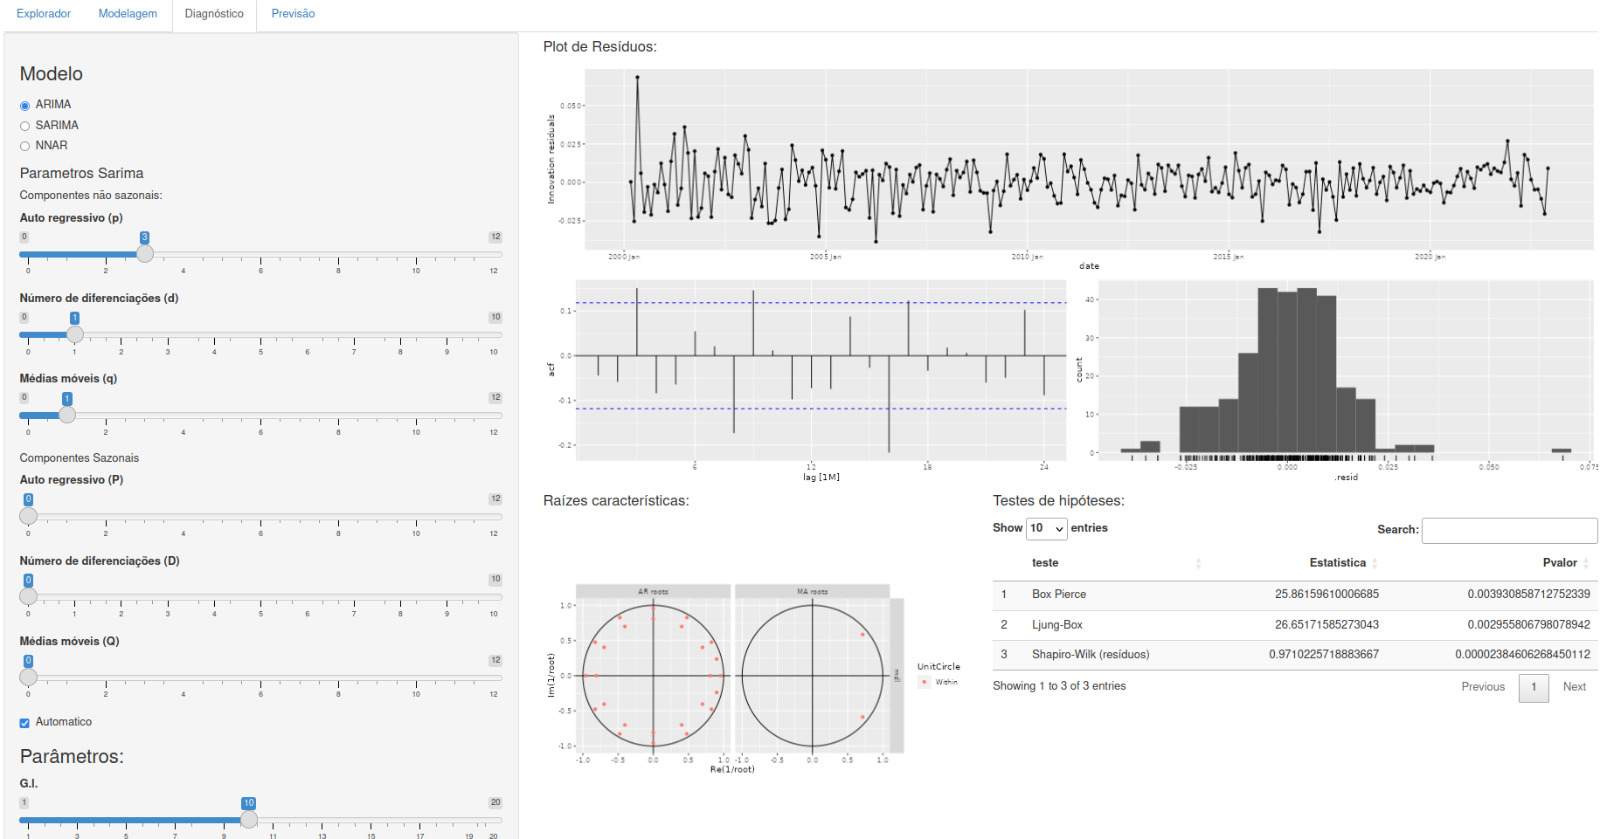 Explorador Modelagem Diagnóstico Previsão
Modelo
ARIMA
SARIMA
NNAR
Parametros Sarima
Componentes não sazonais:
Auto regressivo (p)
0 3 12
0 2 4 6 8 10 12
Número de diferenciações (d)
0 1 10
0 1 2 3 4 5 6 7 8 9 10
Médias móveis (q)
0 1 12
0 2 4 6 8 10 12
Componentes Sazonais
Auto regressivo (P)
0 12
0 2 4 6 8 10 12
Número de diferenciações (D)
0 10
0 1 2 3 4 5 6 7 8 9 10
Médias móveis (Q)
0 12
0 2 4 6 8 10 12
Automatico
Parâmetros:
G.l.
1 10 20
1 3 5 7 9 11 13 15 17 19 20
Plot de Resíduos:
Innovation residuals
0.050
0.025
0.000
-0.025
2000 Jan 2005 Jan 2010 Jan 2015 Jan 2020 Jan
date
acf
0.1
0.0
-0.1
-0.2
6 12 18 24
lag [1M]
count
40
30
20
10
0
-0.025 0.000 0.025 0.050 0.075
.resid
Raízes características:
AR roots MA roots
Im(1/root)
1.0
0.5
0.0
-0.5
-1.0
-1.0 -0.5 0.0 0.5 1.0 -1.0 -0.5 0.0 0.5 1.0
Re(1/root)
UnitCircle
Within
Testes de hipóteses:
Show 10 entries Search:
teste Estatistica Pvalor
1 Box Pierce 25.86159610006685 0.003930858712752339
2 Ljung-Box 26.65171585273043 0.002955806798078942
3 Shapiro-Wilk (resíduos) 0.9710225718883667 0.00002384606268450112
Showing 1 to 3 of 3 entries Previous 1 Next